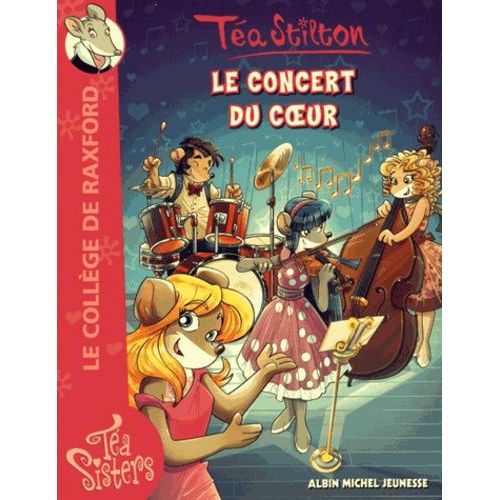 Téa Stilton
LE CONCERT
DU CŒUR
LE COLLÈGE DE RAXFORD
Téa
Sisters
ALBIN MICHEL JEUNESSE